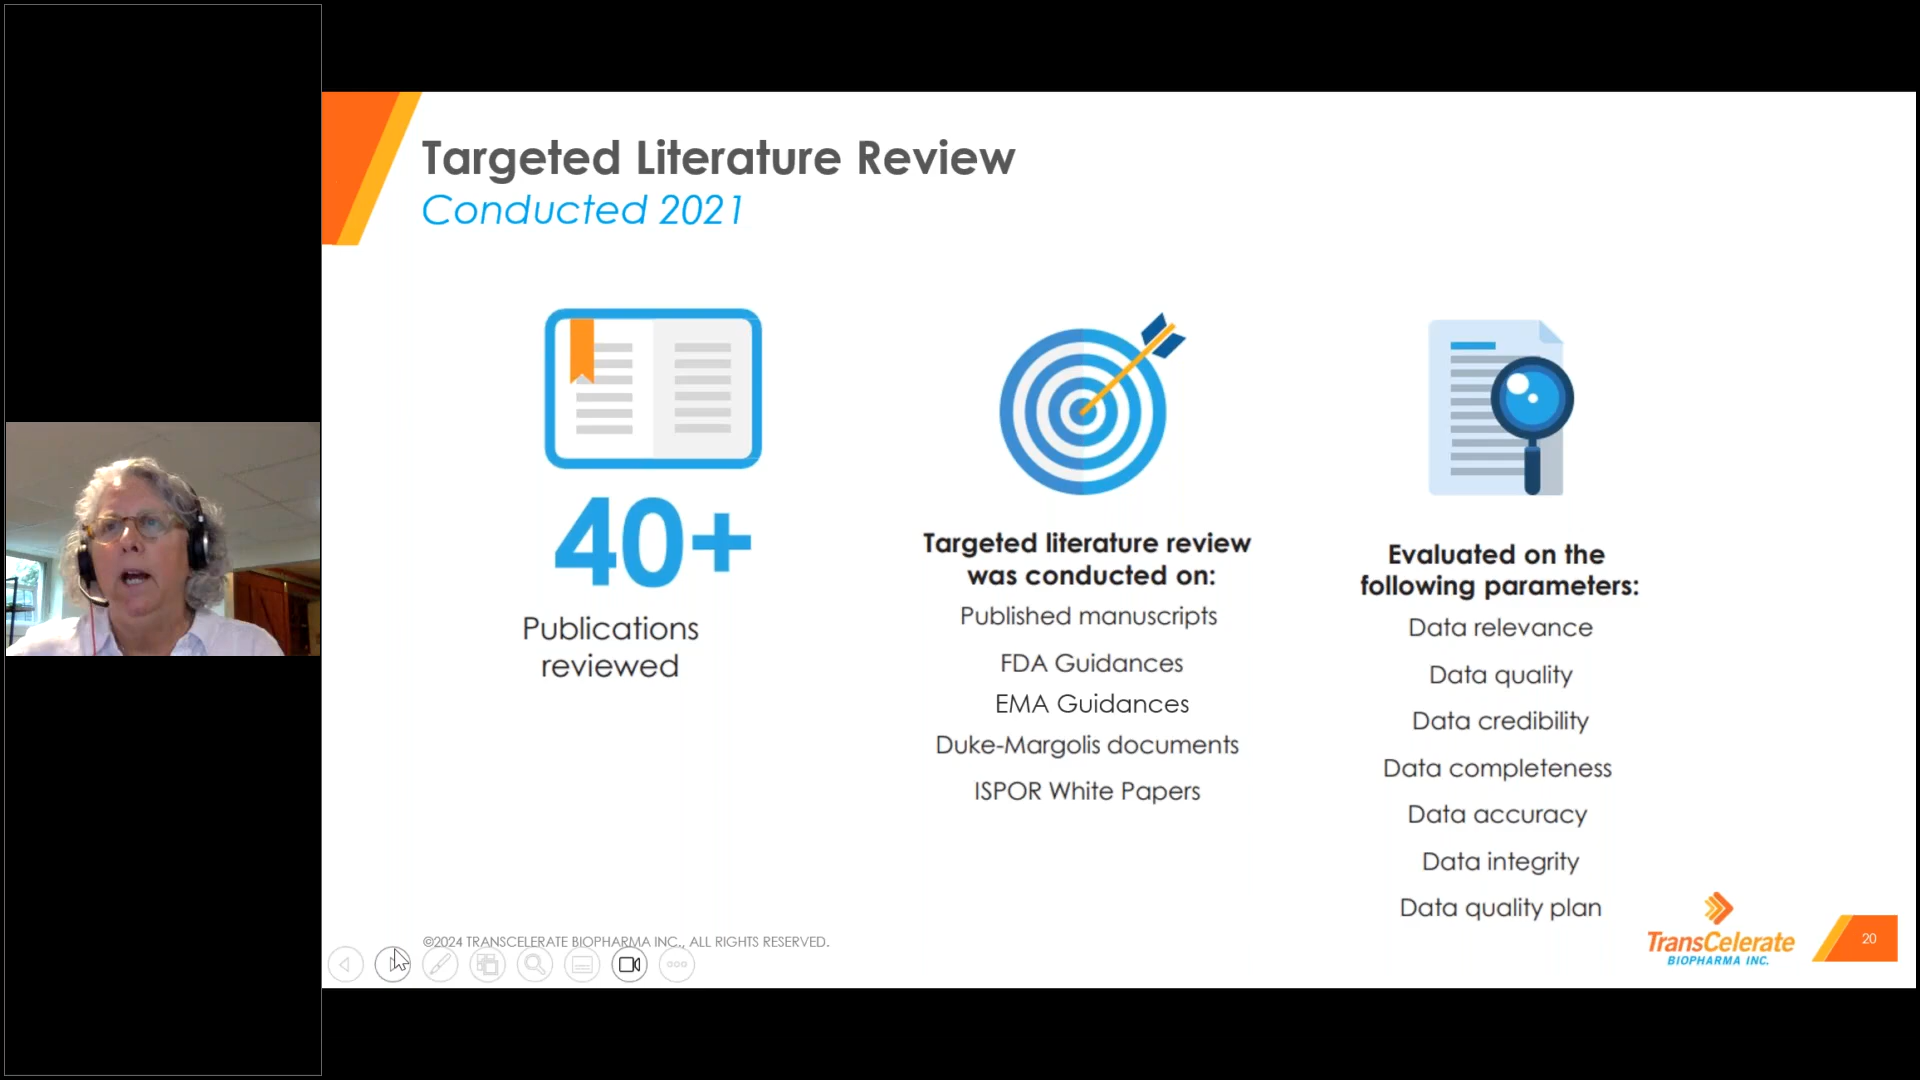 Targeted Literature Review
Conducted 2021
40+
Publications
reviewed
Targeted literature review
was conducted on:
Published manuscripts
FDA Guidances
EMA Guidances
Duke-Margolis documents
ISPOR White Papers
Evaluated on the
following parameters:
Data relevance
Data quality
Data credibility
Data completeness
Data accuracy
Data integrity
Data quality plan
©2024 TRANSCELERATE BIOPHARMA INC., ALL RIGHTS RESERVED.
TransCelerate
BIOPHARMA INC.
20